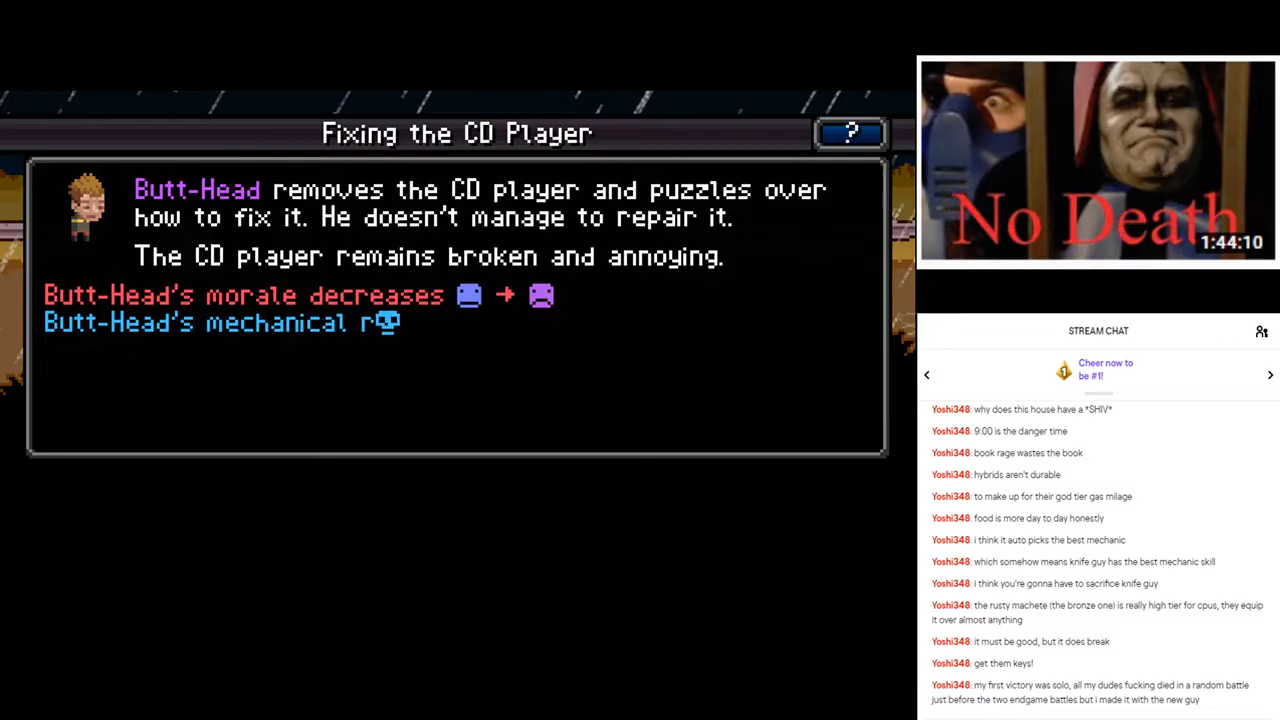 Fixing the CD Player
?
Butt-Head removes the CD player and puzzles over
how to fix it. He doesn't manage to repair it.
The CD player remains broken and annoying.
Butt-Head's morale decreases
Butt-Head's mechanical r
No Death
1:44:10
STREAM CHAT
1
Cheer now to
be #1!
Yoshi348: why does this house have a *SHIV*
Yoshi348: 9:00 is the danger time
Yoshi348: book rage wastes the book
Yoshi348: hybrids aren't durable
Yoshi348: to make up for their god tier gas milage
Yoshi348: food is more day to day honestly
Yoshi348: i think it auto picks the best mechanic
Yoshi348: which somehow means knife guy has the best mechanic skill
Yoshi348: i think you're gonna have to sacrifice knife guy
Yoshi348: the rusty machete (the bronze one) is really high tier for cpus, they equip
it over almost anything
Yoshi348: it must be good, but it does break
Yoshi348: get them keys!
Yoshi348: my first victory was solo, all my dudes fucking died in a random battle
just before the two endgame battles but i made it with the new guy